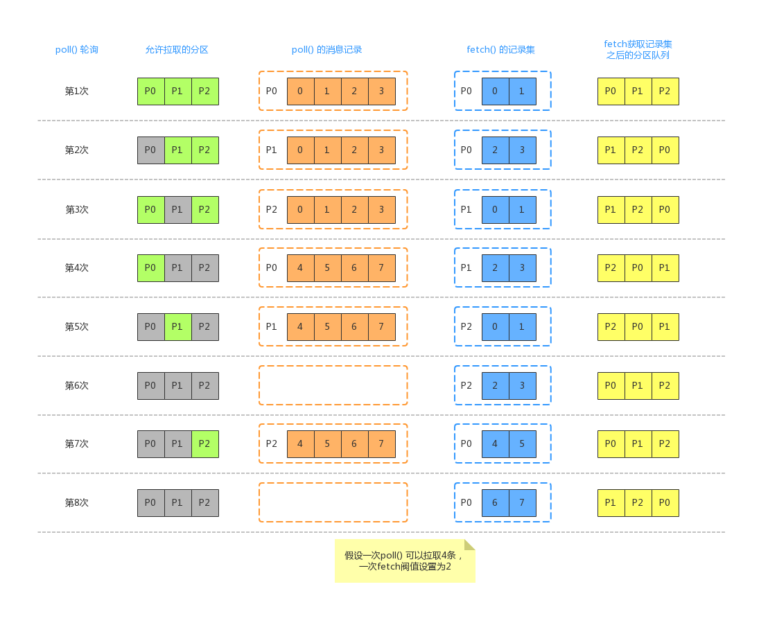 poll() 轮询 允许拉取的分区 poll() 的消息记录 fetch() 的记录集 fetch获取记录集
之后的分区队列
第1次 P0 P1 P2 P0 0 1 2 3 P0 0 1 P0 P1 P2
第2次 P0 P1 P2 P1 0 1 2 3 P0 2 3 P1 P2 P0
第3次 P0 P1 P2 P2 0 1 2 3 P1 0 1 P1 P2 P0
第4次 P0 P1 P2 P0 4 5 6 7 P1 2 3 P2 P0 P1
第5次 P0 P1 P2 P1 4 5 6 7 P2 0 1 P2 P0 P1
第6次 P0 P1 P2 P2 2 3 P0 P1 P2
第7次 P0 P1 P2 P2 4 5 6 7 P0 4 5 P0 P1 P2
第8次 P0 P1 P2 P0 6 7 P1 P2 P0
假设一次poll() 可以拉取4条，
一次fetch阀值设置为2